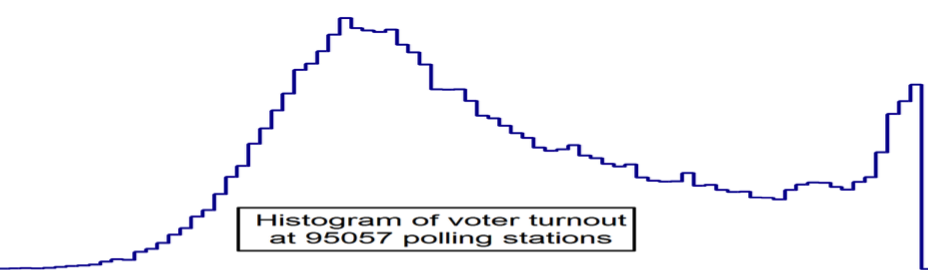 Histogram of voter turnout
at 95057 polling stations